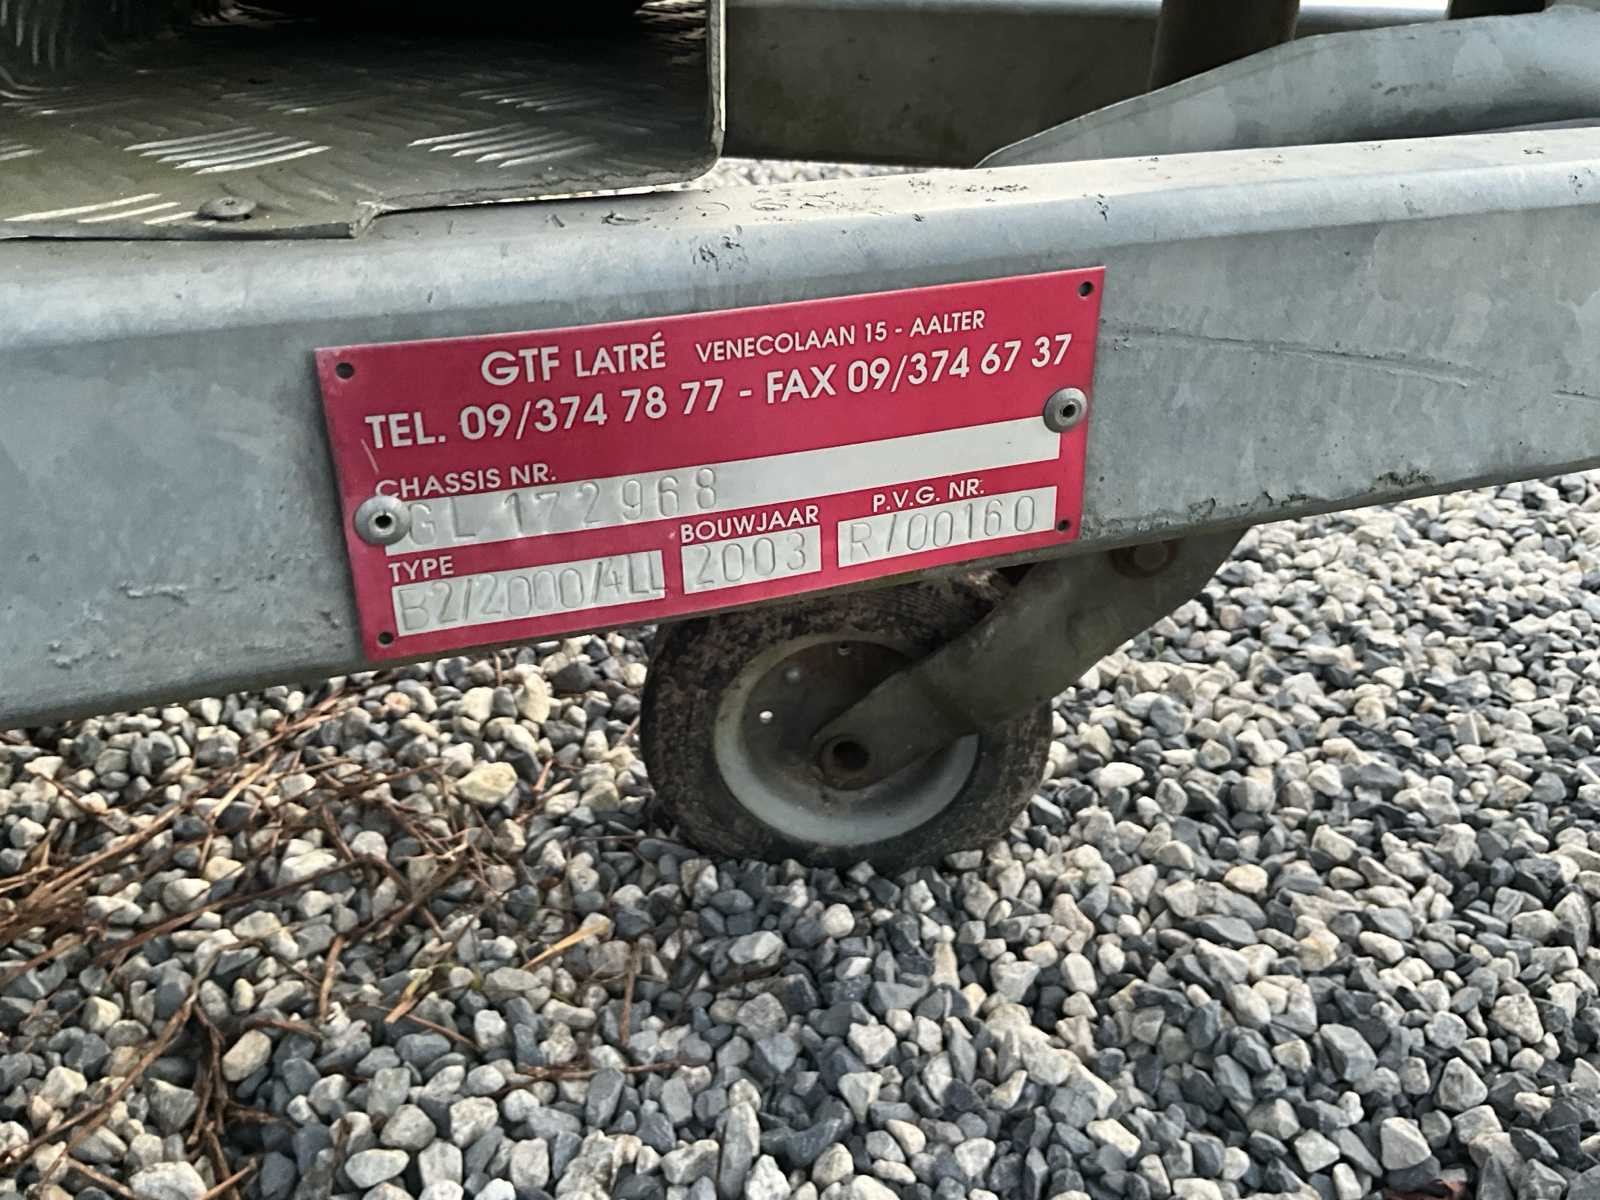 GTF LATRÉ VENECOLAAN 15 - AALTER
TEL. 09/374 78 77 - FAX 09/374 67 37
CHASSIS NR.
GL 172968
TYPE BOUWJAAR P.V.G. NR.
B2/2000/4LL 2003 R/00160